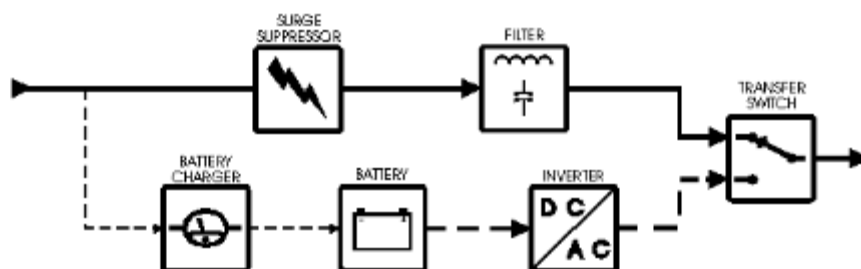 SURGE
SUPPRESSOR
FILTER
TRANSFER
SWITCH
BATTERY
CHARGER
BATTERY
INVERTER
D C
A C